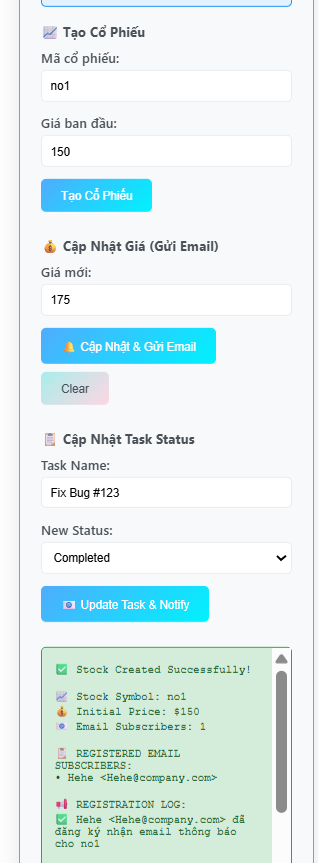 📈 Tạo Cổ Phiếu
Mã cổ phiếu:
no1
Giá ban đầu:
150
Tạo Cổ Phiếu
💰 Cập Nhật Giá (Gửi Email)
Giá mới:
175
🔔 Cập Nhật & Gửi Email
Clear
📋 Cập Nhật Task Status
Task Name:
Fix Bug #123
New Status:
Completed
📧 Update Task & Notify
✅ Stock Created Successfully!
📈 Stock Symbol: no1
💰 Initial Price: $150
📧 Email Subscribers: 1
📋 REGISTERED EMAIL
SUBSCRIBERS:
• Hehe <Hehe@company.com>
📢 REGISTRATION LOG:
✅ Hehe <Hehe@company.com> đã
đăng ký nhận email thông báo
cho no1